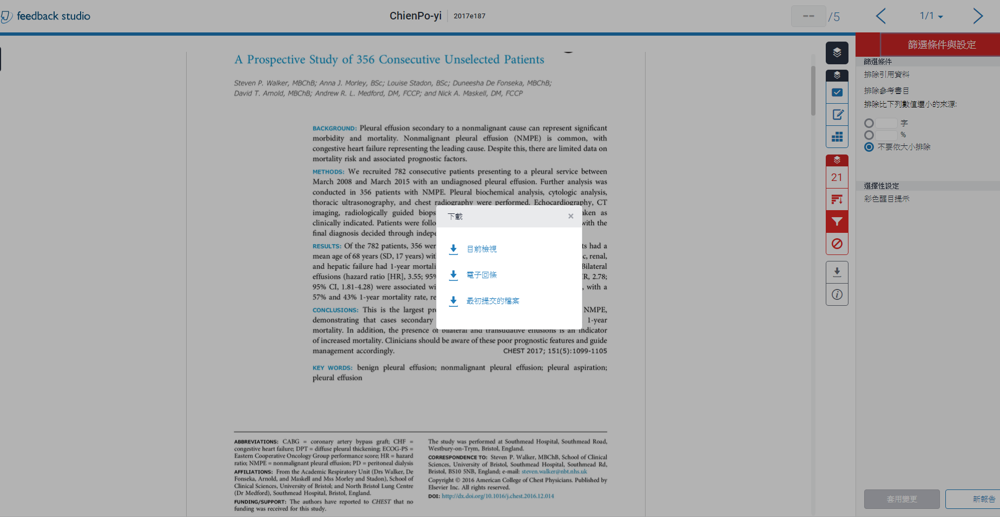 feedback studio
ChienPo-yi
2017e187
--
/5
1/1
篩選條件與設定
篩選條件
排除引用資料
排除參考書目
排除比下列數值還小的來源:
字
%
不要依大小排除
選擇性設定
彩色醒目提示
套用變更
新報告
21
A Prospective Study of 356 Consecutive Unselected Patients
Steven P. Walker, MBChB; Anna J. Morley, BSc; Louise Stadon, BSc; Duneesha De Fonseka, MBChB;
David T. Arnold, MBChB; Andrew R. L. Medford, DM, FCCP; and Nick A. Maskell, DM, FCCP
BACKGROUND: Pleural effusion secondary to a nonmalignant cause can represent significant
morbidity and mortality. Nonmalignant pleural effusion (NMPE) is common, with
congestive heart failure representing the leading cause. Despite this, there are limited data on
mortality risk and associated prognostic factors.
METHODS: We recruited 782 consecutive patients presenting to a pleural service between
March 2008 and March 2015 with an undiagnosed pleural effusion. Further analysis was
conducted in 356 patients with NMPE. Pleural biochemical analysis, cytologic analysis,
thoracic ultrasonography, and chest radiography were performed. Echocardiography, CT
imaging, radiologically guided biops aken as
clinically indicated. Patients were follo with the
final diagnosis decided through indepe
RESULTS: Of the 782 patients, 356 wer ts had a
mean age of 68 years (SD, 17 years) wit c, renal,
and hepatic failure had 1-year mortali Bilateral
effusions (hazard ratio [HR], 3.55; 95% IR, 2.78;
95% CI, 1.81-4.28) were associated wi , with a
57% and 43% 1-year mortality rate, re
CONCLUSIONS: This is the largest pro NMPE,
demonstrating that cases secondary 1-year
mortality. In addition, the presence of bilateral and transudative effusions is an indicator
of increased mortality. Clinicians should be aware of these poor prognostic features and guide
management accordingly. CHEST 2017; 151(5):1099-1105
KEY WORDS: benign pleural effusion; nonmalignant pleural effusion; pleural aspiration;
pleural effusion
下載
×
目前檢視
電子回條
最初提交的檔案
ABBREVIATIONS: CABG = coronary artery bypass graft; CHF =
congestive heart failure; DPT = diffuse pleural thickening; ECOG-PS =
Eastern Cooperative Oncology Group performance score; HR = hazard
ratio; NMPE = nonmalignant pleural effusion; PD = peritoneal dialysis
AFFILIATIONS: From the Academic Respiratory Unit (Drs Walker, De
Fonseka, Arnold, and Maskell and Mss Morley and Stadon), School of
Clinical Sciences, University of Bristol; and North Bristol Lung Centre
(Dr Medford), Southmead Hospital, Bristol, England.
FUNDING/SUPPORT: The authors have reported to CHEST that no
funding was received for this study.
The study was performed at Southmead Hospital, Southmead Road,
Westbury-on-Trym, Bristol, England.
CORRESPONDENCE TO: Steven P. Walker, MBChB, School of Clinical
Sciences, University of Bristol, Southmead Hospital, Southmead Rd,
Bristol, BS10 5NB, England; e-mail: steven.walker@nbt.nhs.uk
Copyright © 2016 American College of Chest Physicians. Published by
Elsevier Inc. All rights reserved.
DOI: http://dx.doi.org/10.1016/j.chest.2016.12.014